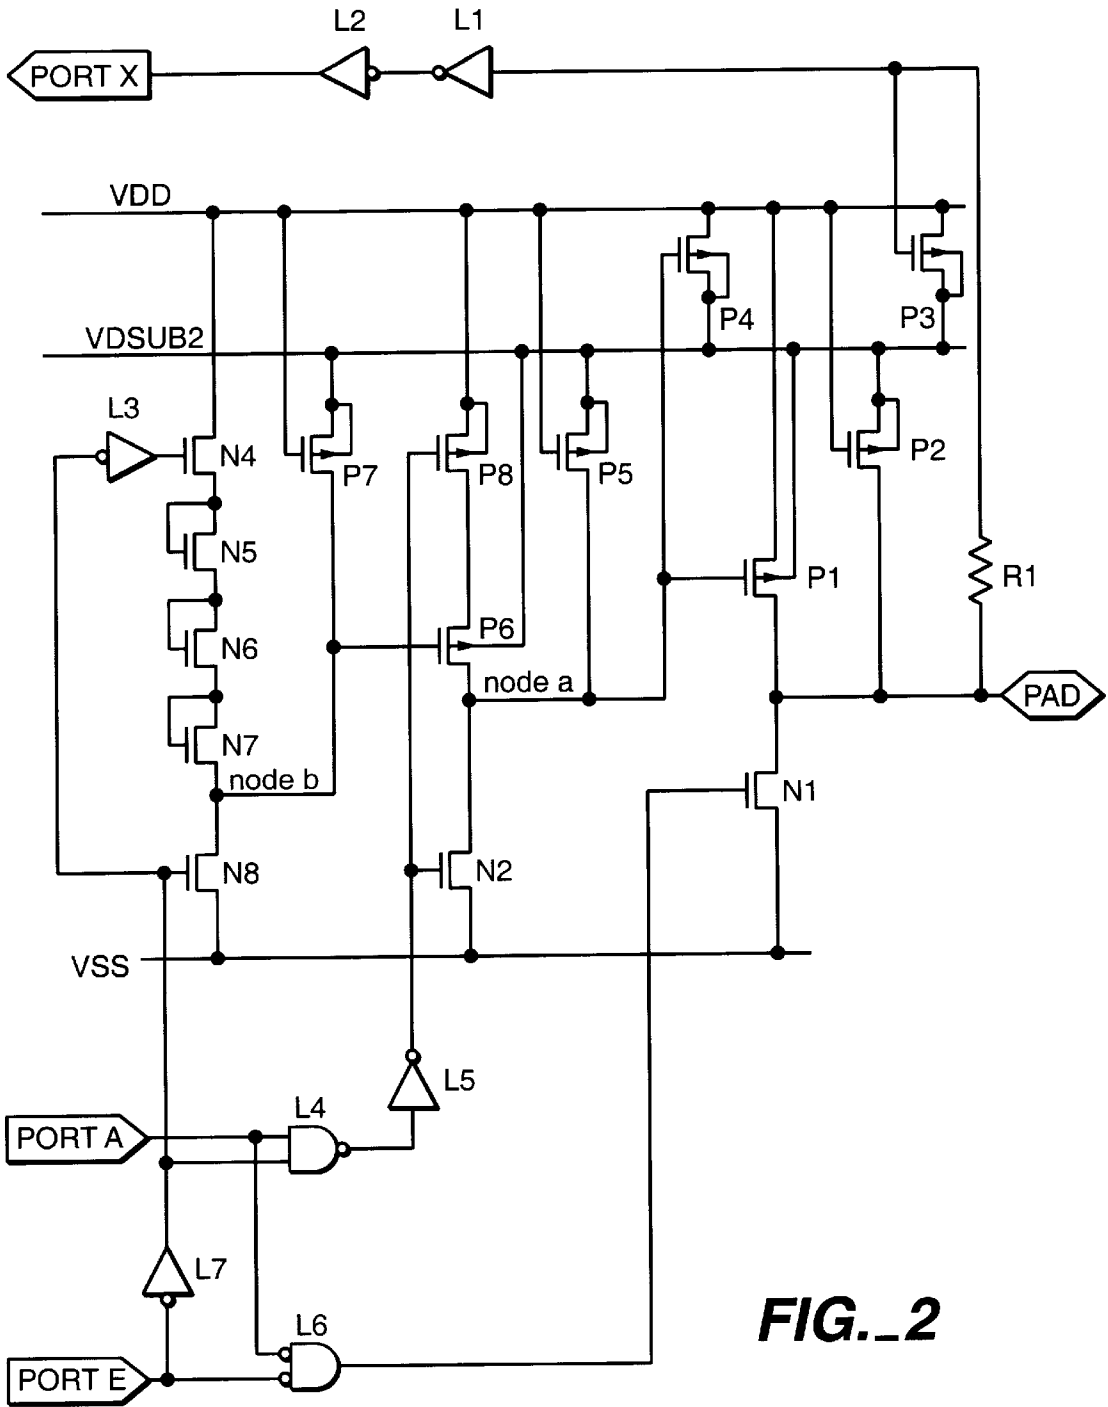 L2 L1
PORT X
VDD
P4 P3
VDSUB2
L3
N4 P7 P8 P5 P2
N5 P1 R1
P6
N6
node a
PAD
N7
node b
N1
N8 N2
VSS
L5
L4
PORT A
L7
L6
FIG._2
PORT E